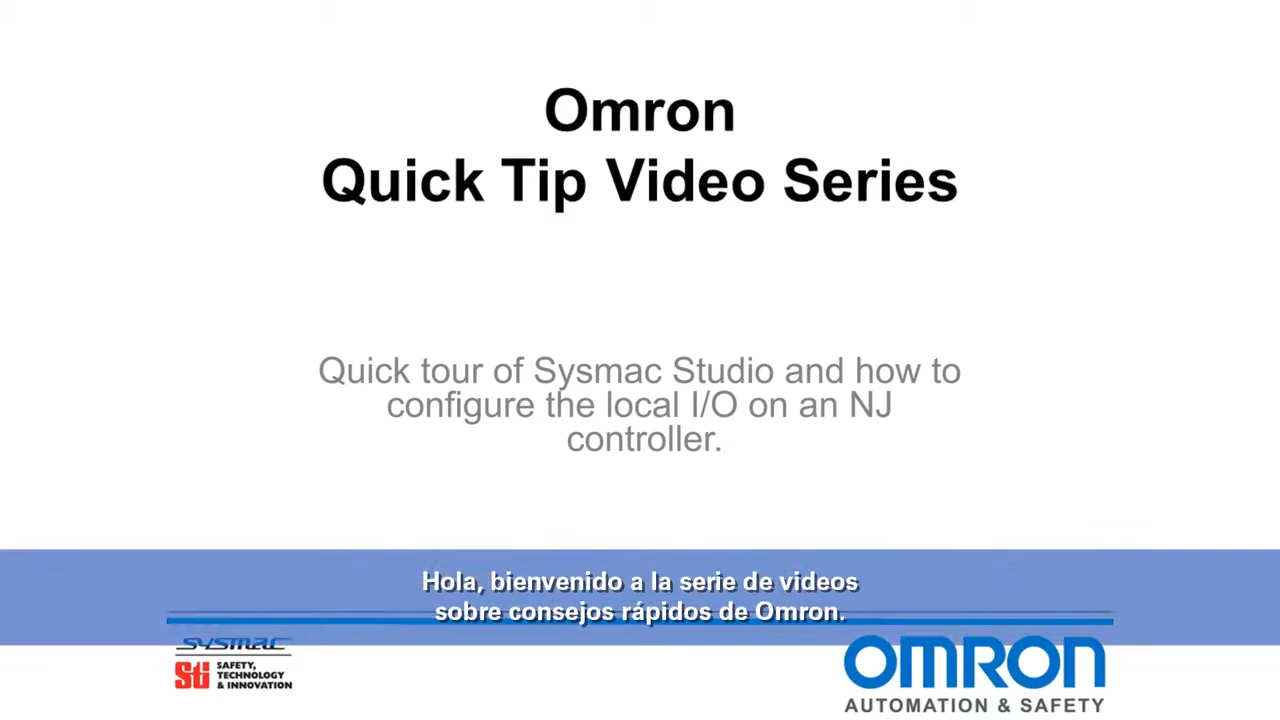 Omron
Quick Tip Video Series
Quick tour of Sysmac Studio and how to
configure the local I/O on an NJ
controller.
Hola, bienvenido a la serie de videos
sobre consejos rápidos de Omron.
sysmac
Sti
SAFETY,
TECHNOLOGY
& INNOVATION
OMRON
AUTOMATION & SAFETY